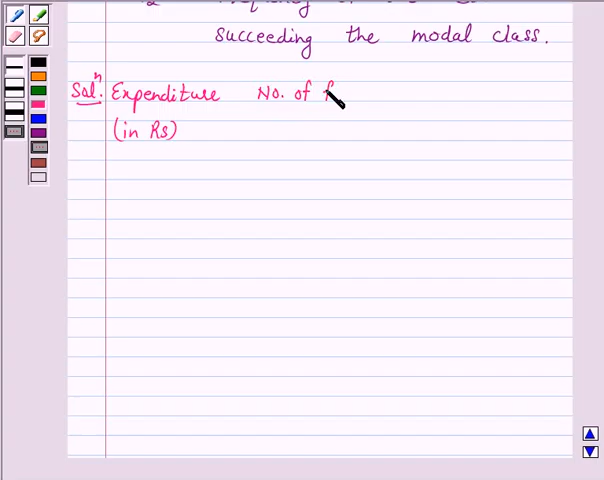 succeeding the modal class.
Solⁿ. Expenditure No. of f
(in Rs)